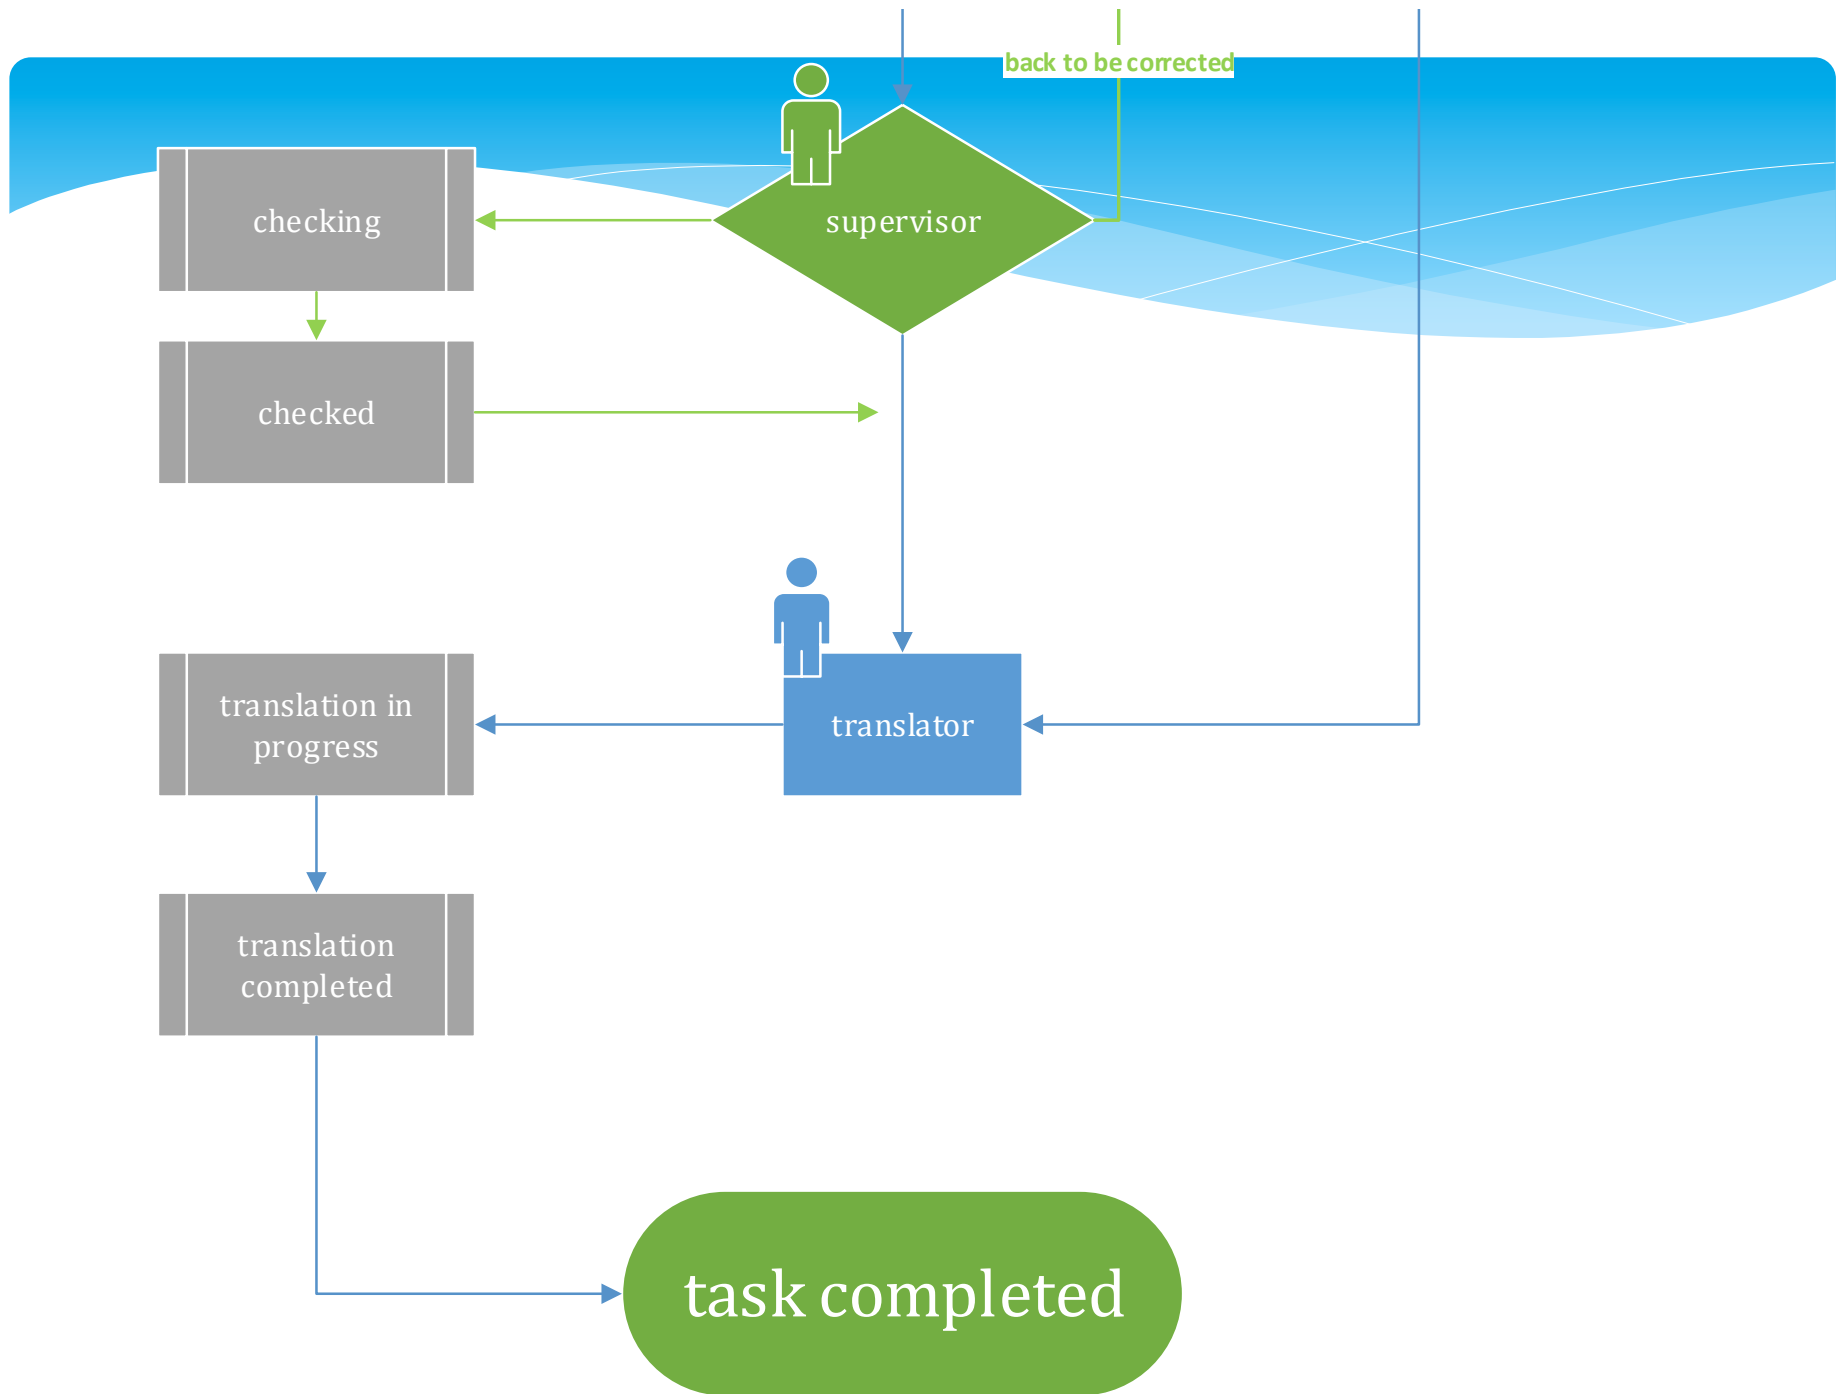 back to be corrected
checking
supervisor
checked
translation in
progress
translator
translation
completed
task completed